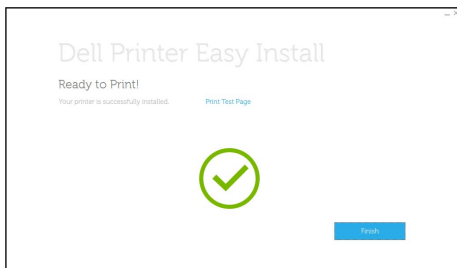 Dell Printer Easy Install
Ready to Print!
Your printer is successfully installed. Print Test Page
Finish